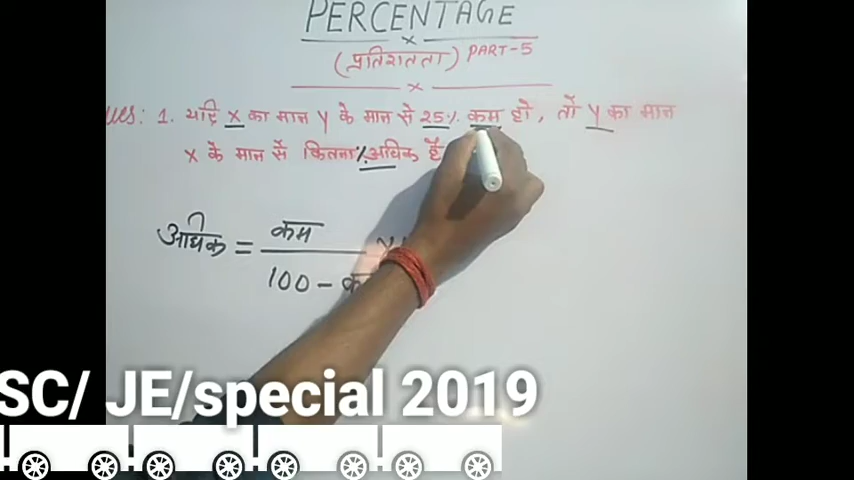 PERCENTAGE
(प्रतिशतता) PART-5
ues: 1. यदि X का मान Y के मान से 25% कम हो, तो Y का मान
X के मान से कितना % अधिक है
अधिक = कम
100 - क
SC/ JE/special 2019